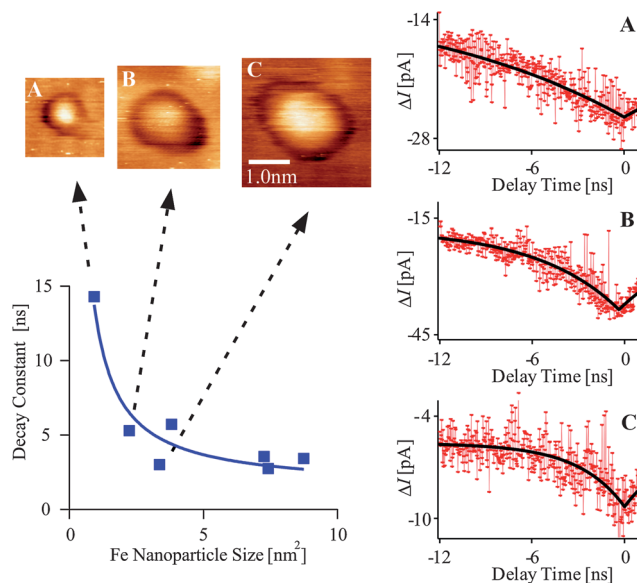 A
B
C
1.0nm
Decay Constant [ns]
15
10
5
0
0
5
10
Fe Nanoparticle Size [nm²]
A
-14
-28
ΔI [pA]
-12
-6
0
Delay Time [ns]
B
-15
-45
ΔI [pA]
-12
-6
0
Delay Time [ns]
C
-4
-10
ΔI [pA]
-12
-6
0
Delay Time [ns]